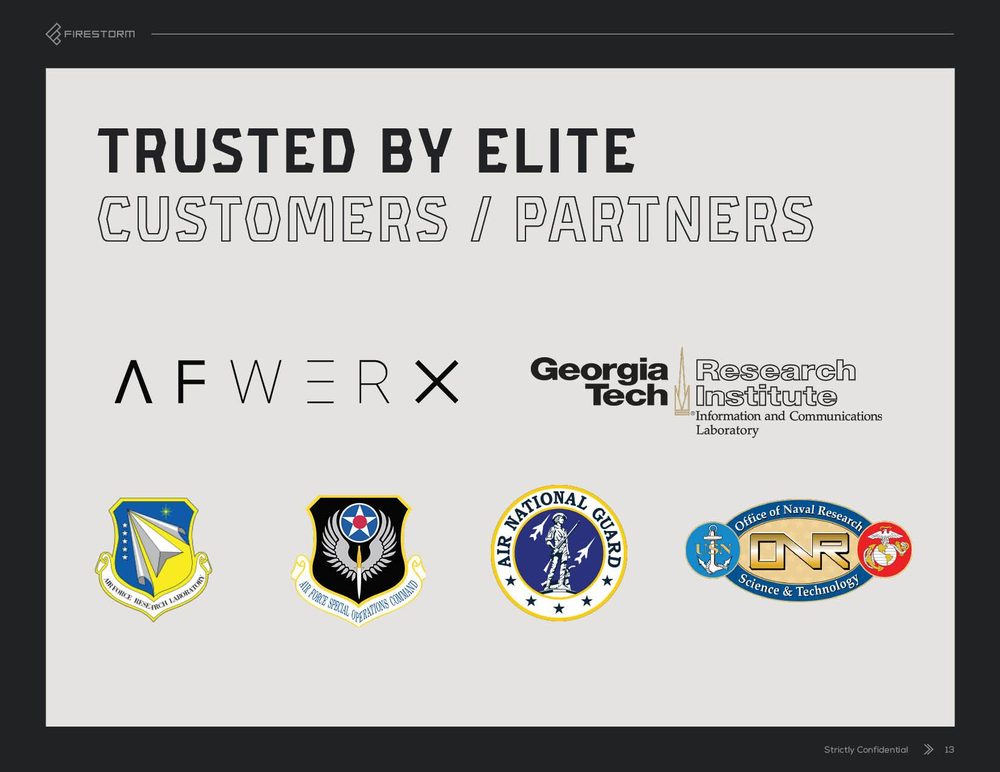 FIRESTORM
TRUSTED BY ELITE
CUSTOMERS / PARTNERS
AFWERX
Georgia
Tech
Research
Institute
®Information and Communications
Laboratory
AIR FORCE RESEARCH LABORATORY
AIR FORCE SPECIAL OPERATIONS COMMAND
AIR NATIONAL GUARD
Office of Naval Research
USN
ONR
Science & Technology
Strictly Confidential
13